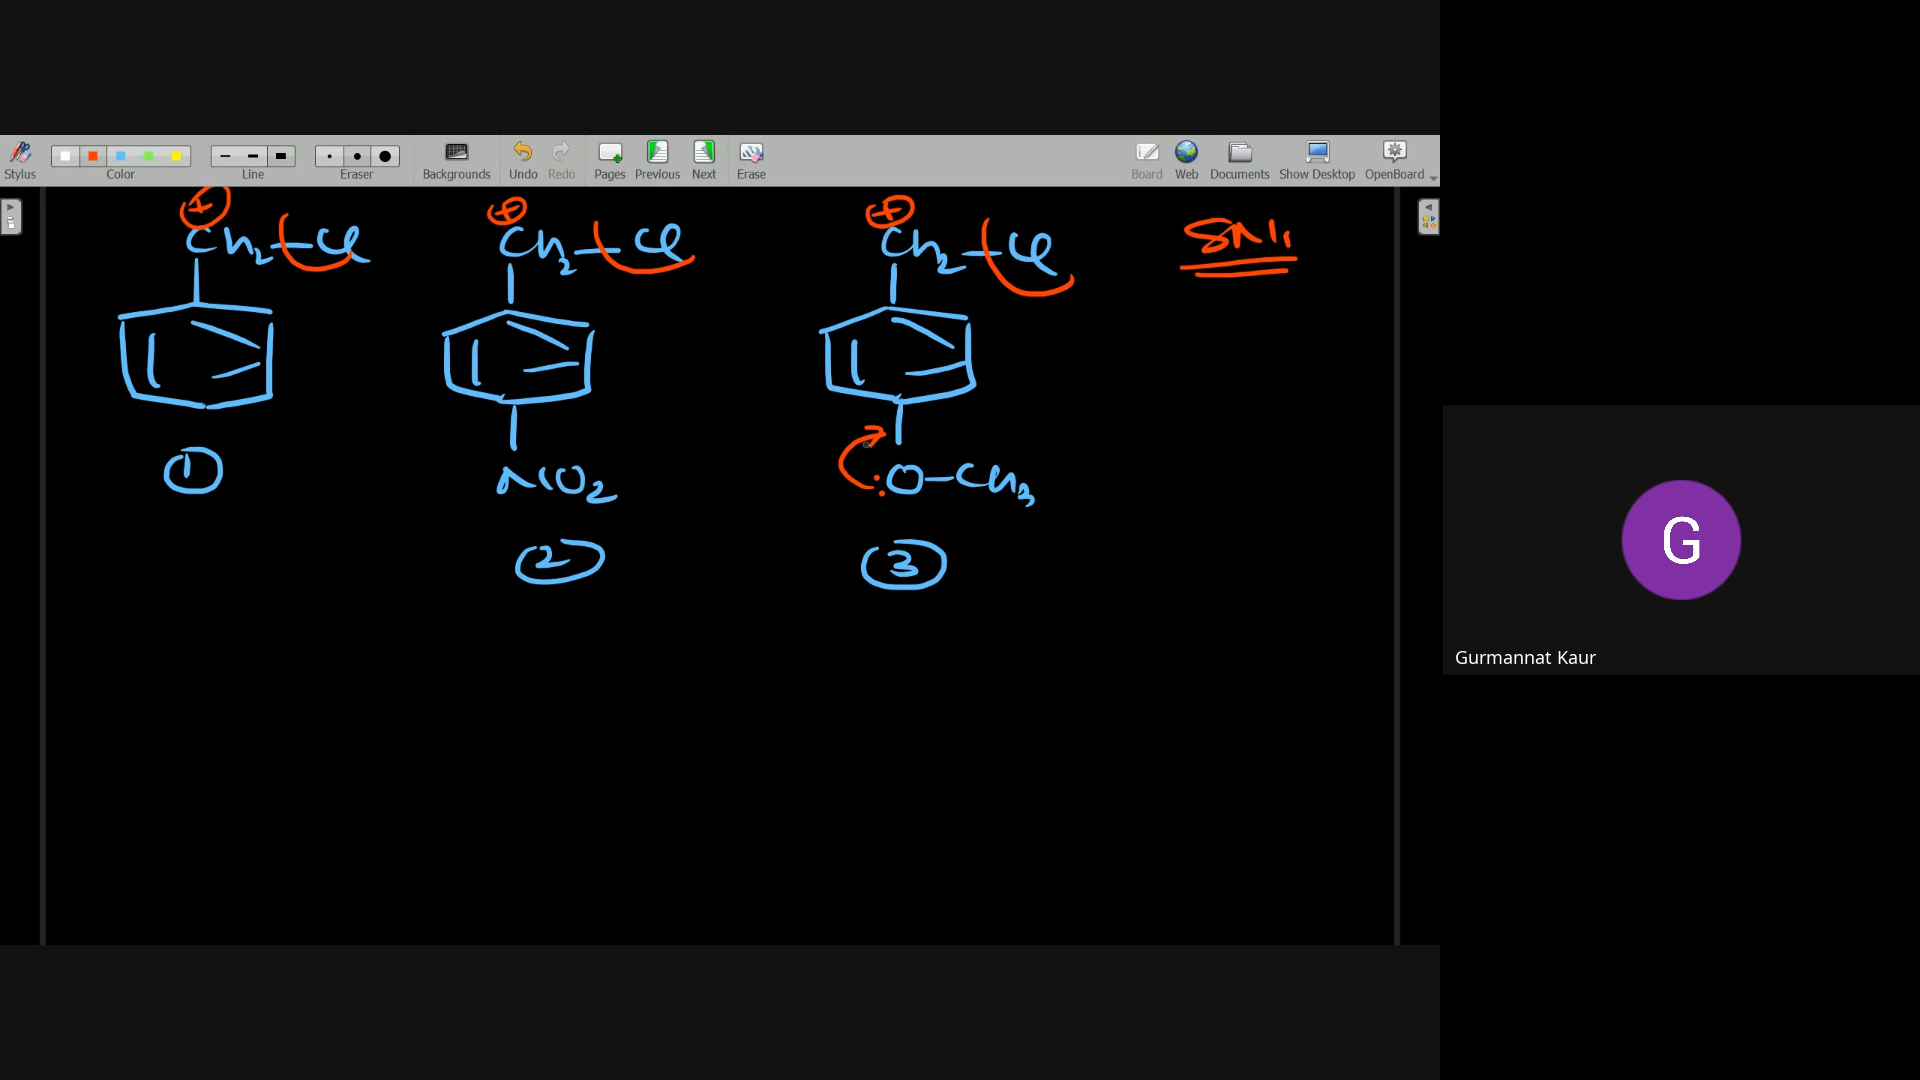 Stylus Color Line Eraser Backgrounds Undo Redo Pages Previous Next Erase Board Web Documents Show Desktop OpenBoard
+ + +
CH2-Cl CH2-Cl CH2-Cl SN1,
NO2 :O-CH3
1
2 3
G
Gurmannat Kaur